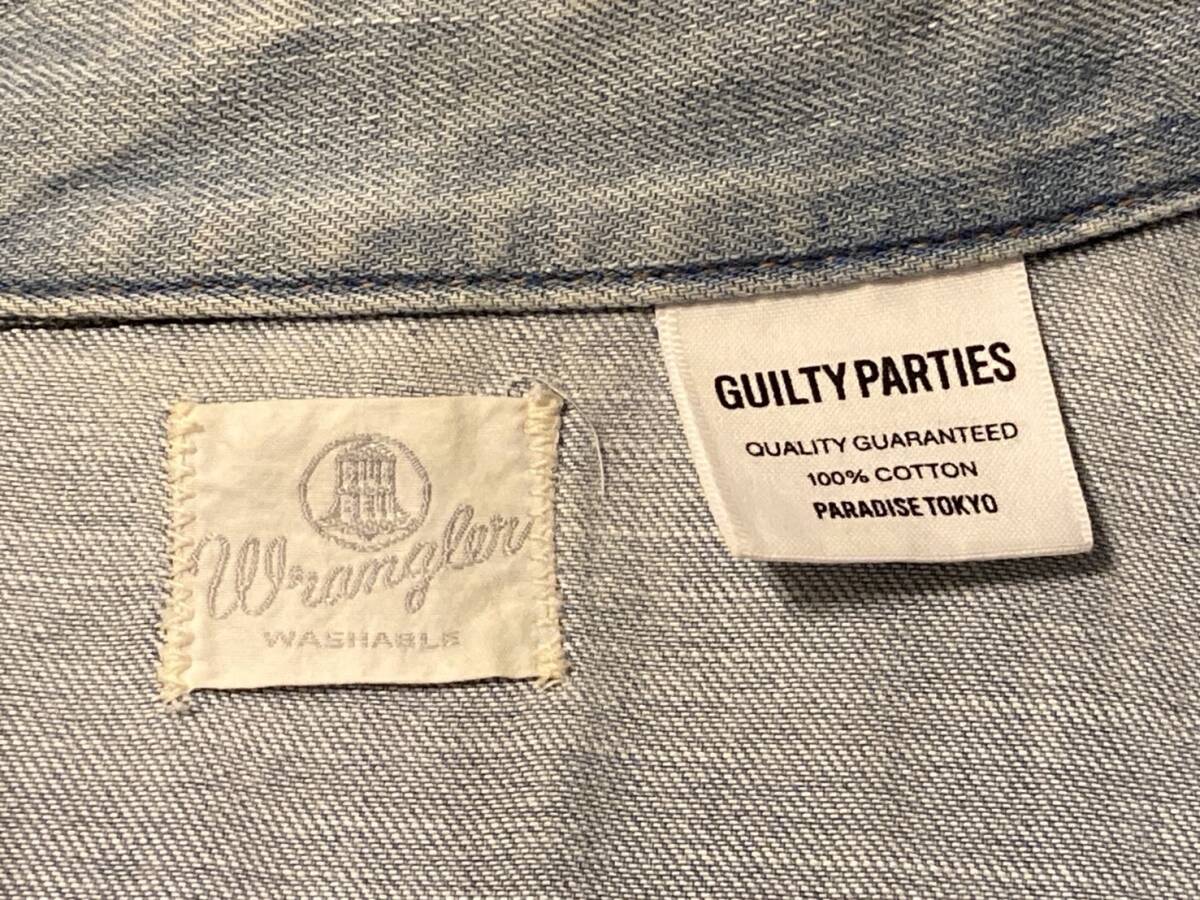 Wrangler
WASHABLE
GUILTY PARTIES
QUALITY GUARANTEED
100% COTTON
PARADISE TOKYO